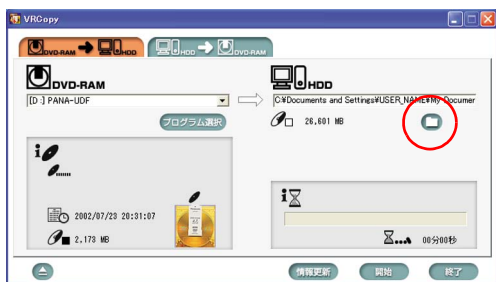 VRCopy
DVD-RAM HDD HDD DVD-RAM
DVD-RAM
HDD
[D:] PANA-UDF
C:¥Documents and Settings¥USER_NAME¥My Documer
プログラム選択
26,601 MB
2002/07/23 20:31:07
2,173 MB
00分00秒
情報更新 開始 終了